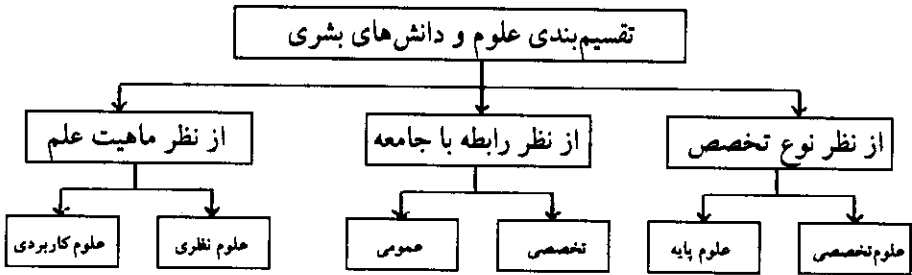 تقسیم‌بندی علوم و دانش‌های بشری
از نظر نوع تخصص
از نظر رابطه با جامعه
از نظر ماهیت علم
علوم‌تخصصی
علوم پایه
تخصصی
عمومی
علوم نظری
علوم کاربردی